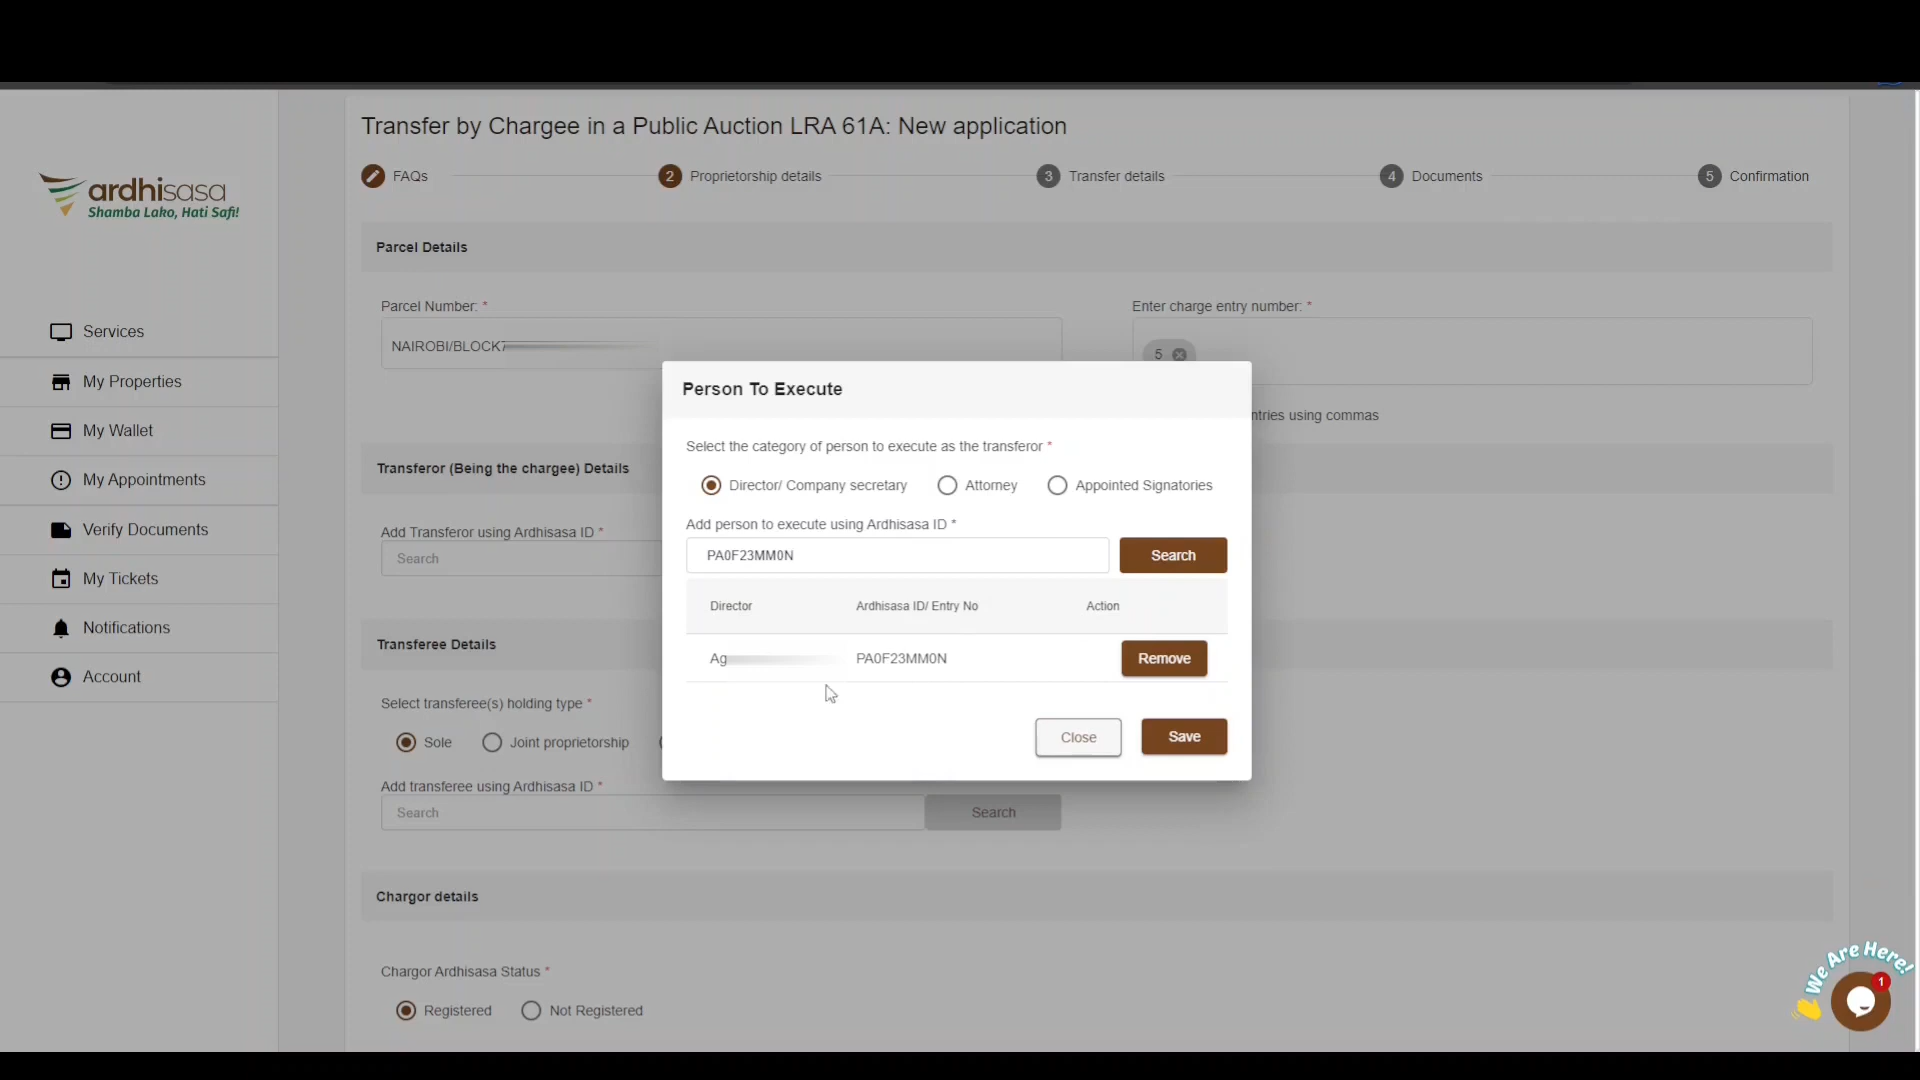 Transfer by Chargee in a Public Auction LRA 61A: New application
FAQs
2 Proprietorship details
3 Transfer details
4 Documents
5 Confirmation
ardhisasa
Shamba Lako, Hati Safi!
Services
My Properties
My Wallet
My Appointments
Verify Documents
My Tickets
Notifications
Account
Parcel Details
Parcel Number: *
NAIROBI/BLOCK7
Enter charge entry number: *
5
ntries using commas
Transferor (Being the chargee) Details
Add Transferor using Ardhisasa ID *
Search
Transferee Details
Select transferee(s) holding type *
Sole
Joint proprietorship
Add transferee using Ardhisasa ID *
Search
Search
Chargor details
Chargor Ardhisasa Status *
Registered
Not Registered
Person To Execute
Select the category of person to execute as the transferor *
Director/ Company secretary
Attorney
Appointed Signatories
Add person to execute using Ardhisasa ID *
PA0F23MM0N
Search
Director
Ardhisasa ID/ Entry No
Action
Ag
PA0F23MM0N
Remove
Close
Save
We Are Here!
1